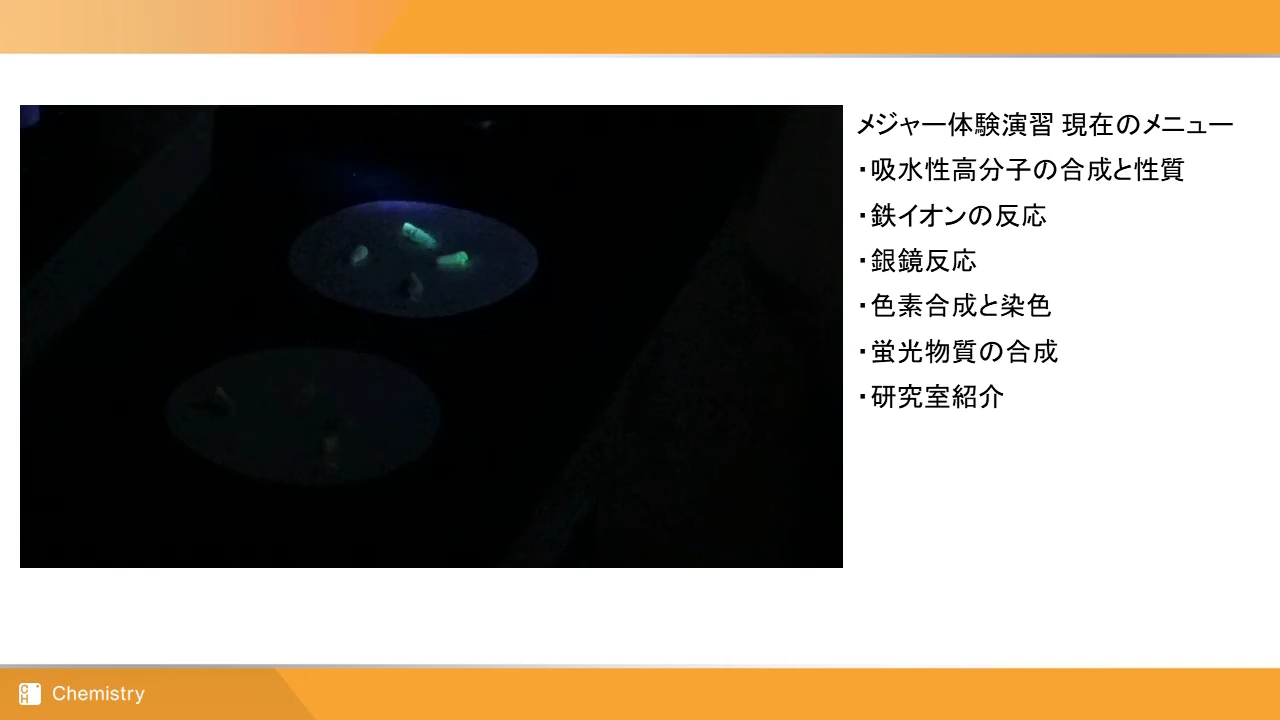 メジャー体験演習 現在のメニュー
・吸水性高分子の合成と性質
・鉄イオンの反応
・銀鏡反応
・色素合成と染色
・蛍光物質の合成
・研究室紹介
CH Chemistry